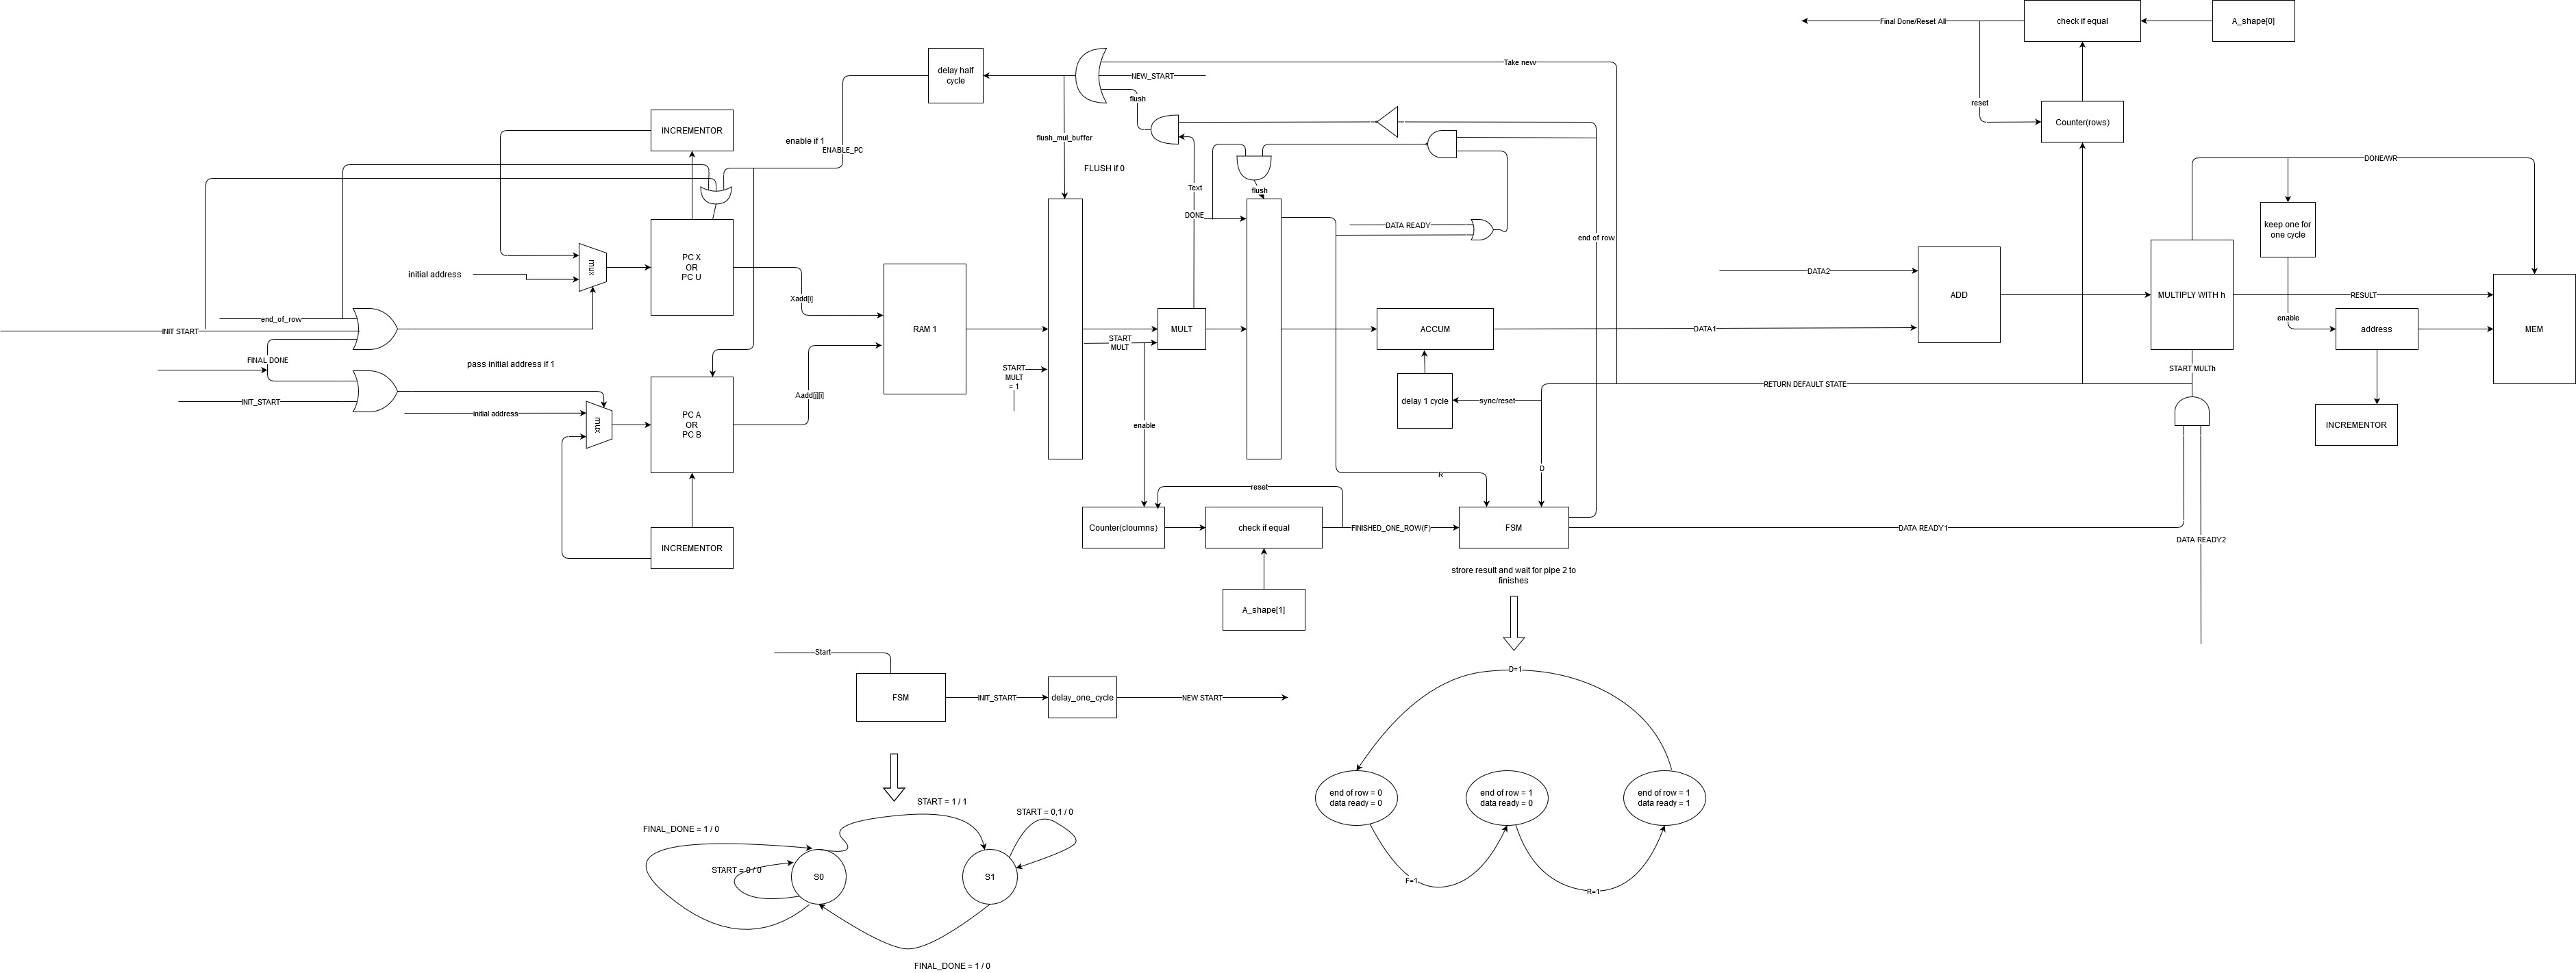 Final Done/Reset All
check if equal
A_shape[0]
delay half
cycle
Take new
NEW_START
flush
reset
Counter(rows)
INCREMENTOR
enable if 1
ENABLE_PC
flush_mul_buffer
FLUSH if 0
DONE/WR
Text
flush
DONE
DATA READY
end of row
keep one for
one cycle
PC X
OR
PC U
mux
initial address
Xadd[i]
DATA2
ADD
MULTIPLY WITH h
RESULT
end_of_row
INIT START
RAM 1
START
MULT
MULT
ACCUM
DATA1
enable
address
MEM
FINAL DONE
pass initial address if 1
START
MULT
= 1
START MULTh
RETURN DEFAULT STATE
INIT_START
initial address
mux
PC A
OR
PC B
Aadd[j][i]
delay 1 cycle
sync/reset
enable
INCREMENTOR
D
R
reset
Counter(cloumns)
check if equal
FINISHED_ONE_ROW(F)
FSM
DATA READY1
DATA READY2
INCREMENTOR
strore result and wait for pipe 2 to
finishes
A_shape[1]
Start
FSM
INIT_START
delay_one_cycle
NEW START
D=1
START = 1 / 1
START = 0,1 / 0
end of row = 0
data ready = 0
end of row = 1
data ready = 0
end of row = 1
data ready = 1
FINAL_DONE = 1 / 0
START = 0 / 0
S0
S1
F=1
R=1
FINAL_DONE = 1 / 0